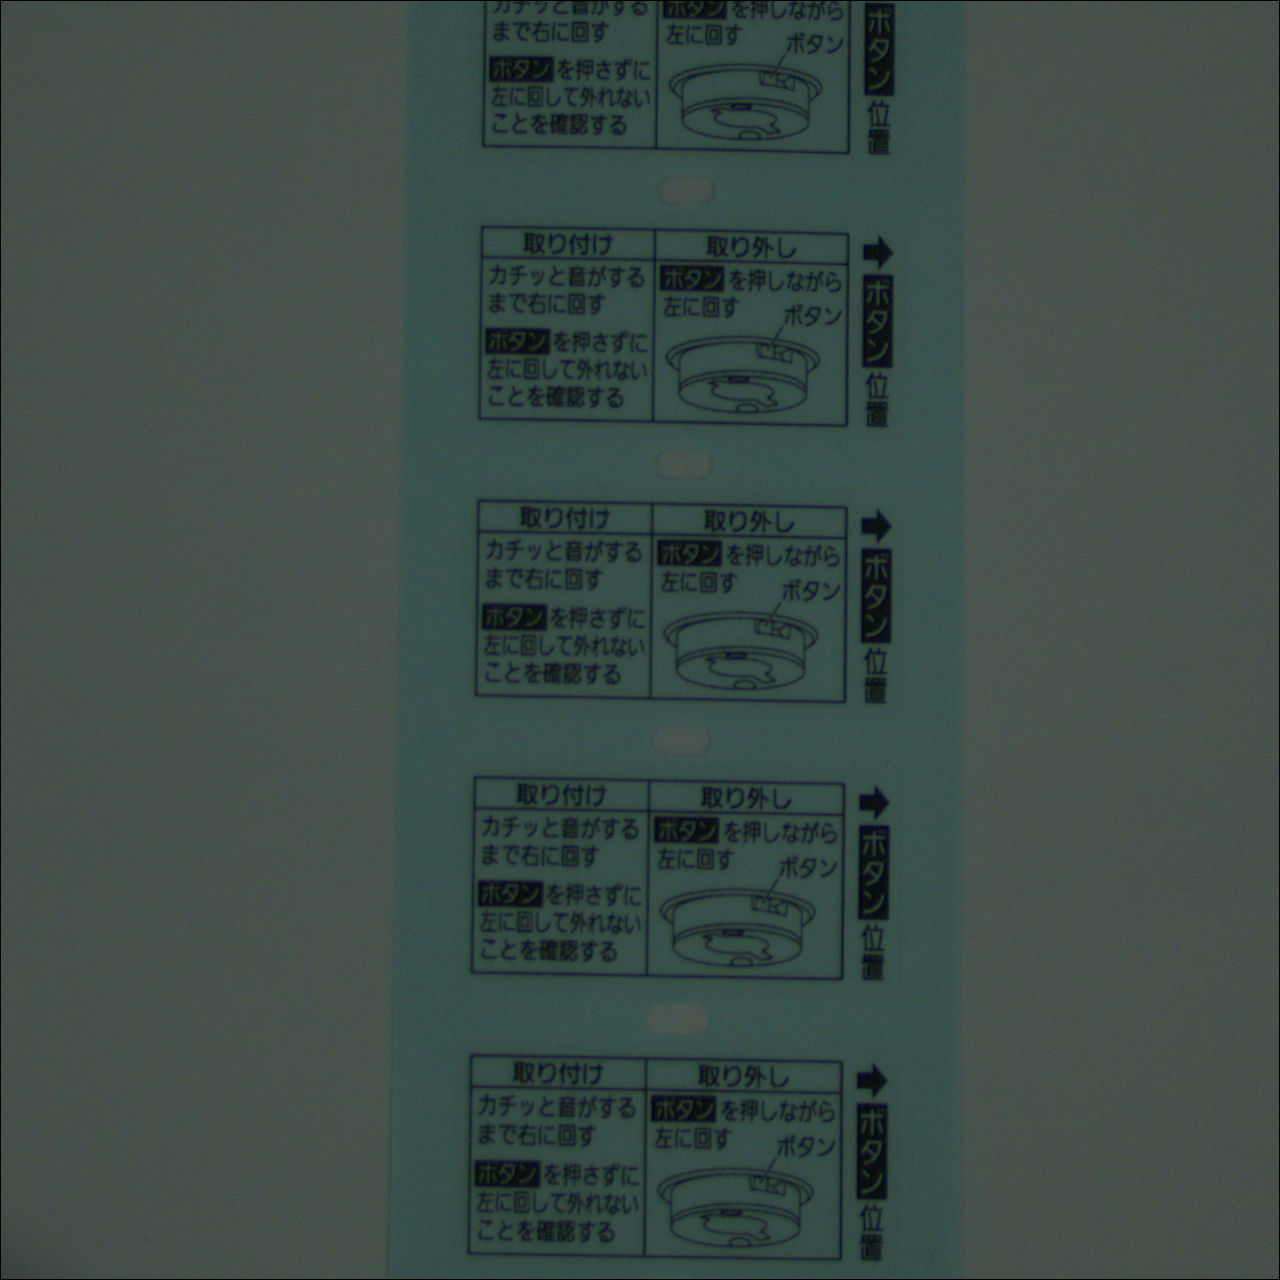 カチッと音がする
まで右に回す
ボタンを押さずに
左に回して外れない
ことを確認する
ボタンを押しながら
左に回す
ボタン
ボタン位置
取り付け
カチッと音がする
まで右に回す
ボタンを押さずに
左に回して外れない
ことを確認する
取り外し
ボタンを押しながら
左に回す
ボタン
➡ボタン位置
取り付け
カチッと音がする
まで右に回す
ボタンを押さずに
左に回して外れない
ことを確認する
取り外し
ボタンを押しながら
左に回す
ボタン
➡ボタン位置
取り付け
カチッと音がする
まで右に回す
ボタンを押さずに
左に回して外れない
ことを確認する
取り外し
ボタンを押しながら
左に回す
ボタン
➡ボタン位置
取り付け
カチッと音がする
まで右に回す
ボタンを押さずに
左に回して外れない
ことを確認する
取り外し
ボタンを押しながら
左に回す
ボタン
➡ボタン位置